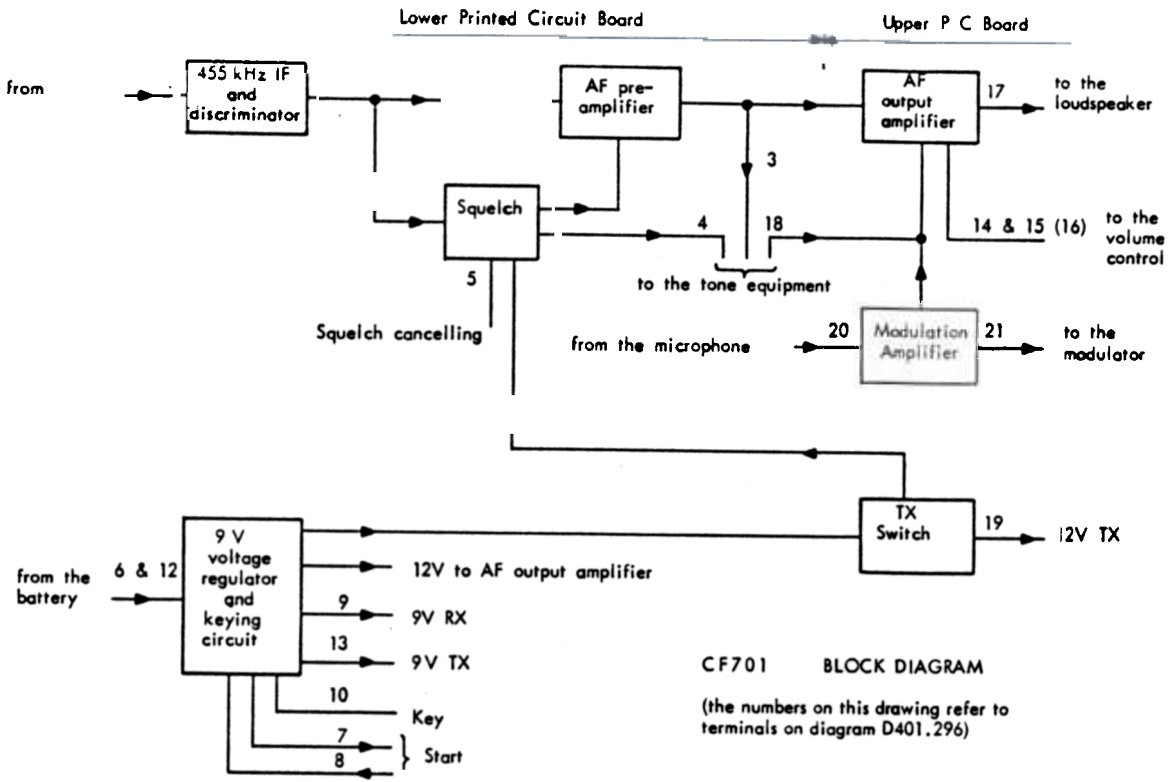 Lower Printed Circuit Board
Upper P C Board
from
455 kHz IF
and
discriminator
AF pre-
amplifier
AF
output
amplifier
17
to the
loudspeaker
3
Squelch
4
18
14 & 15 (16)
to the
volume
control
5
to the tone equipment
Squelch cancelling
from the microphone
20
Modulation
Amplifier
21
to the
modulator
TX
Switch
19
12V TX
from the
battery
6 & 12
9 V
voltage
regulator
and
keying
circuit
12V to AF output amplifier
9
9V RX
13
9V TX
10
Key
7
8
Start
CF701 BLOCK DIAGRAM
(the numbers on this drawing refer to
terminals on diagram D401.296)